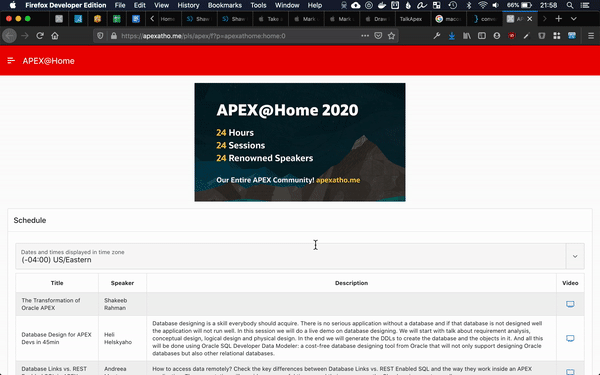 Firefox Developer Edition File Edit View History Bookmarks Tools Window Help 66% 21:58
Home Shaw Shaw Take Mark Mark Draw TalkApex macos conn
https://apexatho.me/pls/apex/f?p=apexathome:home:0
APEX@Home
APEX@Home 2020
24 Hours
24 Sessions
24 Renowned Speakers
Our Entire APEX Community! apexatho.me
Schedule
Dates and times displayed in time zone
(-04:00) US/Eastern
Title Speaker Description Video
The Transformation of
Oracle APEX
Shakeeb
Rahman
Database Design for APEX
Devs in 45min
Heli
Helskyaho
Database designing is a skill everybody should acquire. There is no serious application without a database and if that database is not designed well
the application will not run well. In this session we will do a live demo on database designing. We will start with talk about requirement analysis,
conceptual design, logical design and physical design. In the end we will generate the DDLs to create the database and the objects in it. And all this
will be done using Oracle SQL Developer Data Modeler: a cost-free database designing tool from Oracle that will not only support designing Oracle
databases but also other relational databases.
Database Links vs. REST
Andreea
How to access data remotely? Check the key differences between Database Links vs. REST Enabled SQL and the way they work inside an APEX